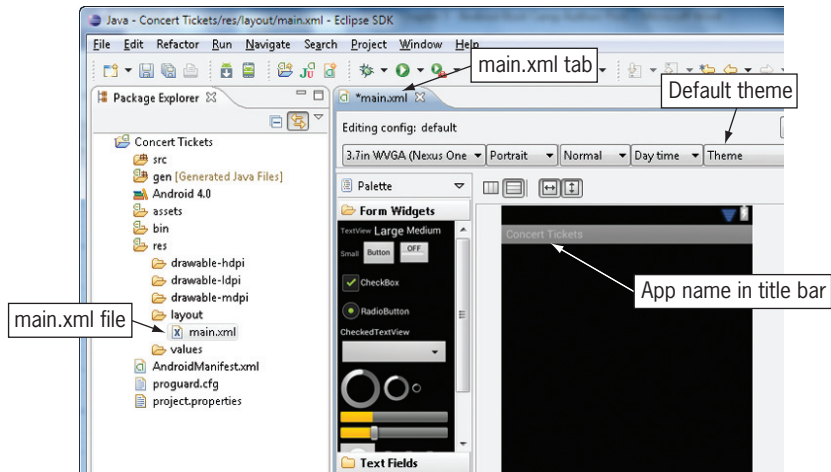 Java - Concert Tickets/res/layout/main.xml - Eclipse SDK
File Edit Refactor Run Navigate Search Project Window Help
main.xml tab
Package Explorer
*main.xml
Default theme
Editing config: default
3.7in WVGA (Nexus One
Portrait
Normal
Day time
Theme
Concert Tickets
src
gen [Generated Java Files]
Android 4.0
assets
bin
res
drawable-hdpi
drawable-ldpi
drawable-mdpi
layout
main.xml
values
AndroidManifest.xml
proguard.cfg
project.properties
main.xml file
Palette
Form Widgets
TextView Large Medium
Small Button OFF
CheckBox
RadioButton
CheckedTextView
Text Fields
Concert Tickets
App name in title bar